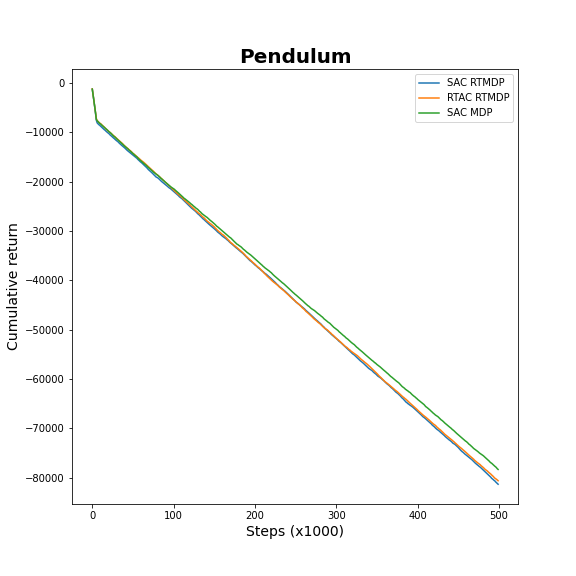 Pendulum
SAC RTMDP
RTAC RTMDP
SAC MDP
0
−10000
−20000
−30000
−40000
−50000
−60000
−70000
−80000
Cumulative return
0 100 200 300 400 500
Steps (x1000)